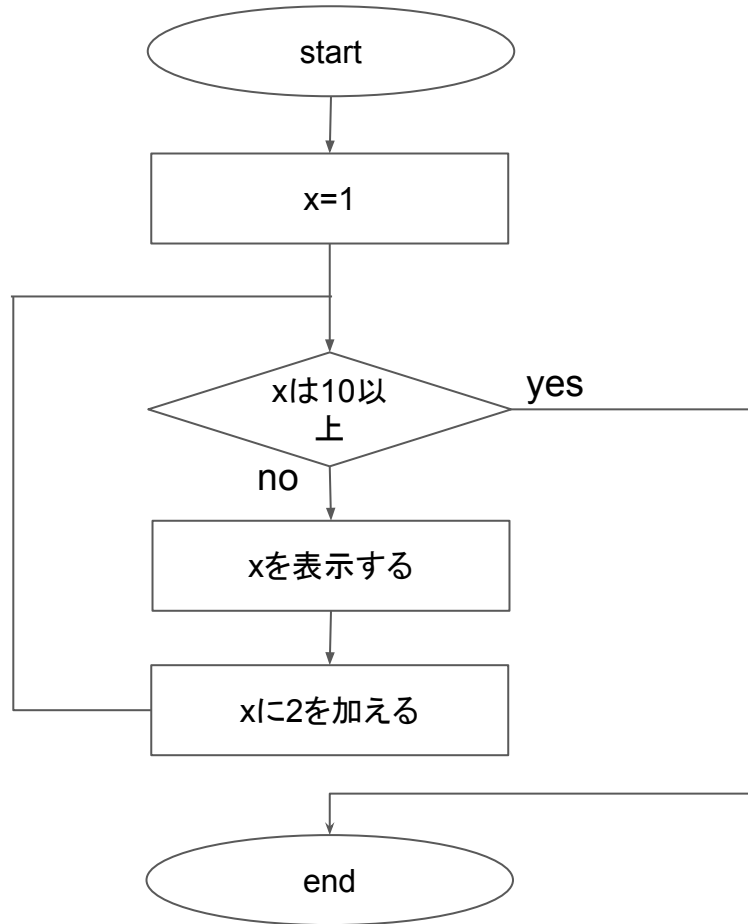 start
x=1
xは10以
上
yes
no
xを表示する
xに2を加える
end